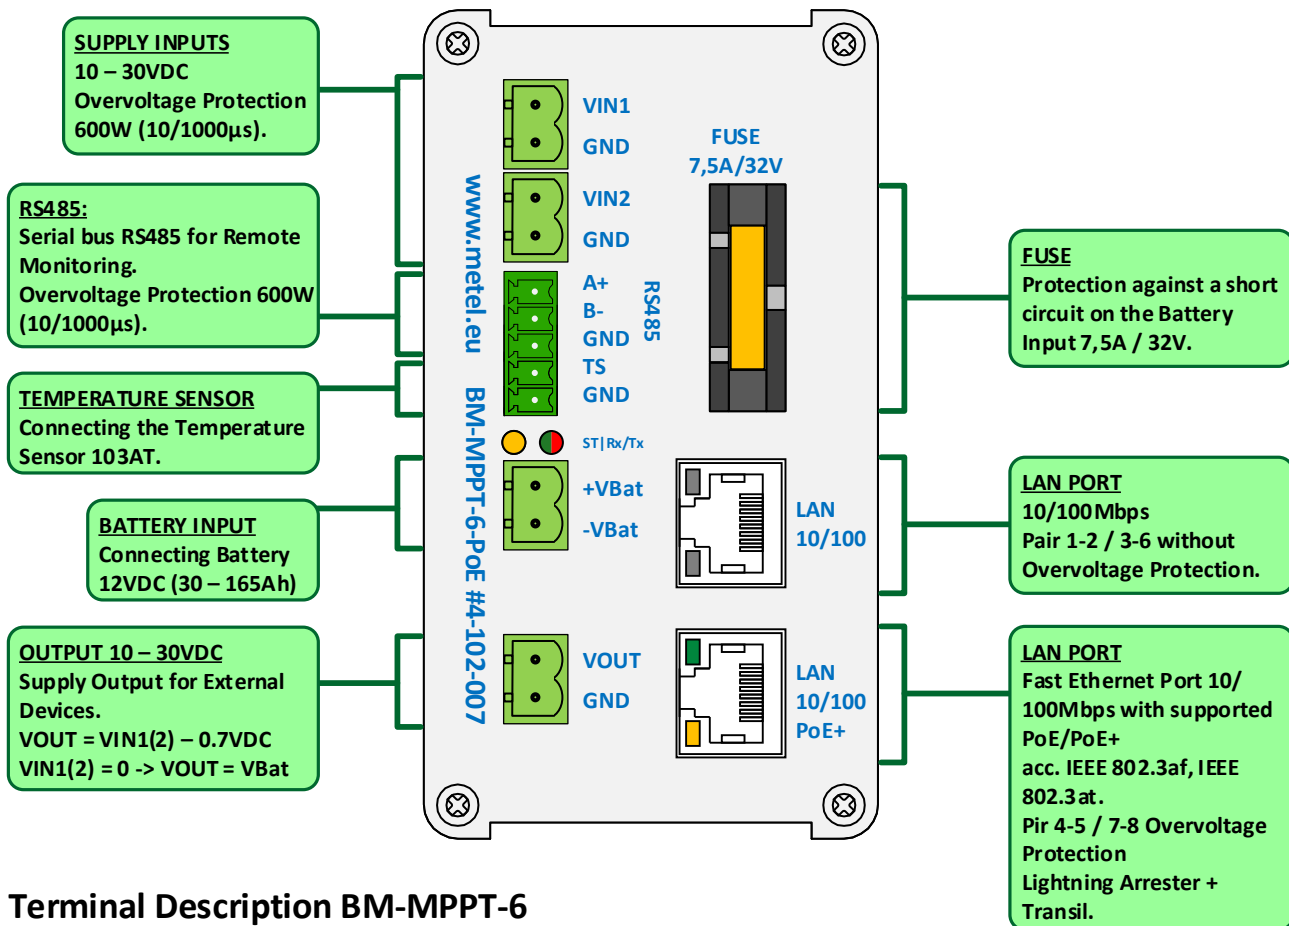 SUPPLY INPUTS
10 – 30VDC
Overvoltage Protection
600W (10/1000µs).
RS485:
Serial bus RS485 for Remote
Monitoring.
Overvoltage Protection 600W
(10/1000µs).
TEMPERATURE SENSOR
Connecting the Temperature
Sensor 103AT.
BATTERY INPUT
Connecting Battery
12VDC (30 – 165Ah)
OUTPUT 10 – 30VDC
Supply Output for External
Devices.
VOUT = VIN1(2) – 0.7VDC
VIN1(2) = 0 -> VOUT = VBat
www.metel.eu BM-MPPT-6-PoE #4-102-007
VIN1
GND
VIN2
GND
A+
B-
GND
TS
GND
RS485
ST|Rx/Tx
+VBat
-VBat
VOUT
GND
FUSE
7,5A/32V
LAN
10/100
LAN
10/100
PoE+
FUSE
Protection against a short
circuit on the Battery
Input 7,5A / 32V.
LAN PORT
10/100Mbps
Pair 1-2 / 3-6 without
Overvoltage Protection.
LAN PORT
Fast Ethernet Port 10/
100Mbps with supported
PoE/PoE+
acc. IEEE 802.3af, IEEE
802.3at.
Pir 4-5 / 7-8 Overvoltage
Protection
Lightning Arrester +
Transil.
Terminal Description BM-MPPT-6